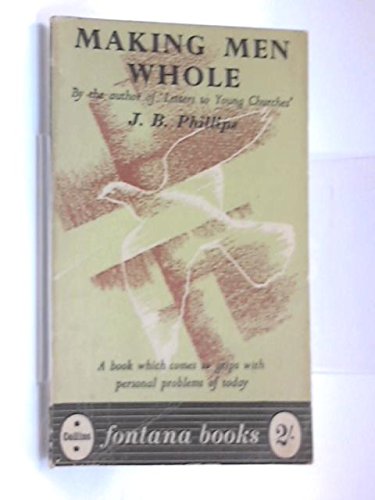 MAKING MEN
WHOLE
By the author of 'Letters to Young Churches'
J. B. Phillips
A book which comes to grips with
personal problems of today
Collins
fontana books
2/-